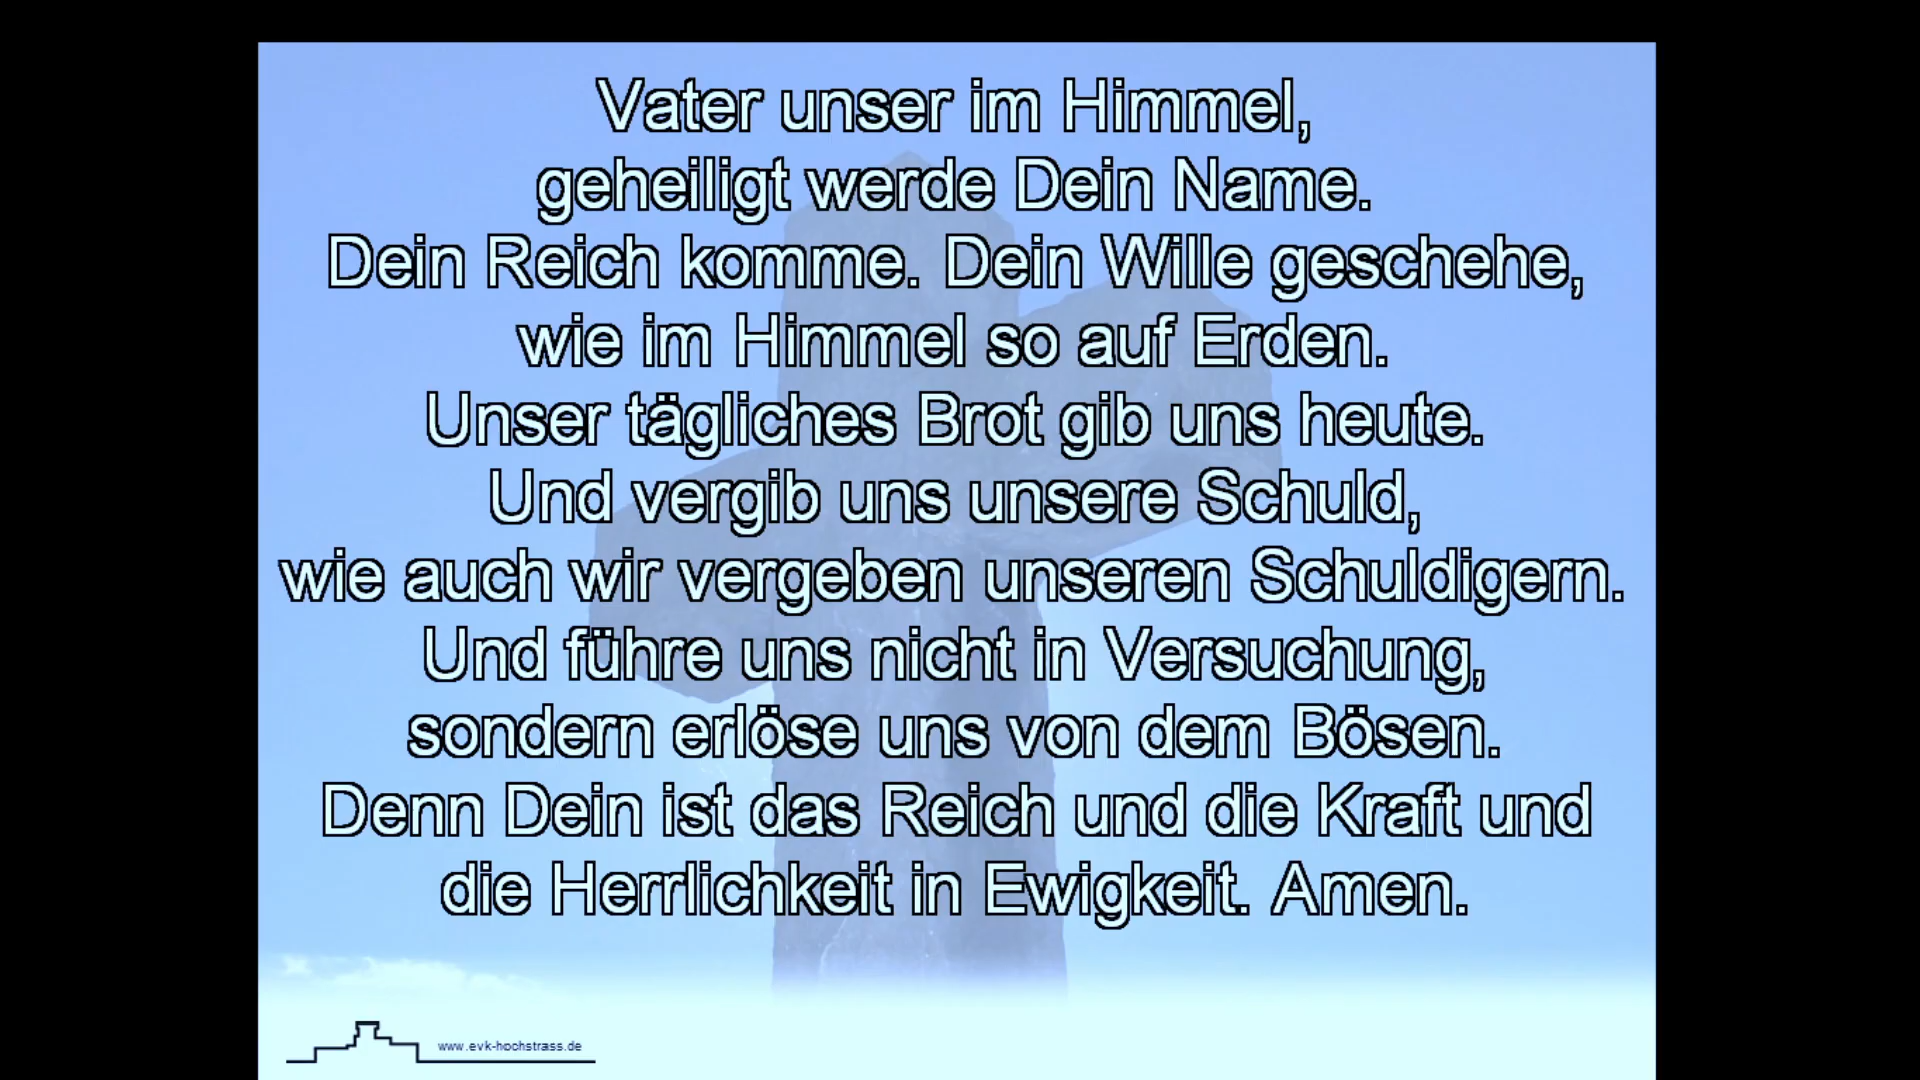 Vater unser im Himmel,
geheiligt werde Dein Name.
Dein Reich komme. Dein Wille geschehe,
wie im Himmel so auf Erden.
Unser tägliches Brot gib uns heute.
Und vergib uns unsere Schuld,
wie auch wir vergeben unseren Schuldigern.
Und führe uns nicht in Versuchung,
sondern erlöse uns von dem Bösen.
Denn Dein ist das Reich und die Kraft und
die Herrlichkeit in Ewigkeit. Amen.
www.evk-hochstrass.de